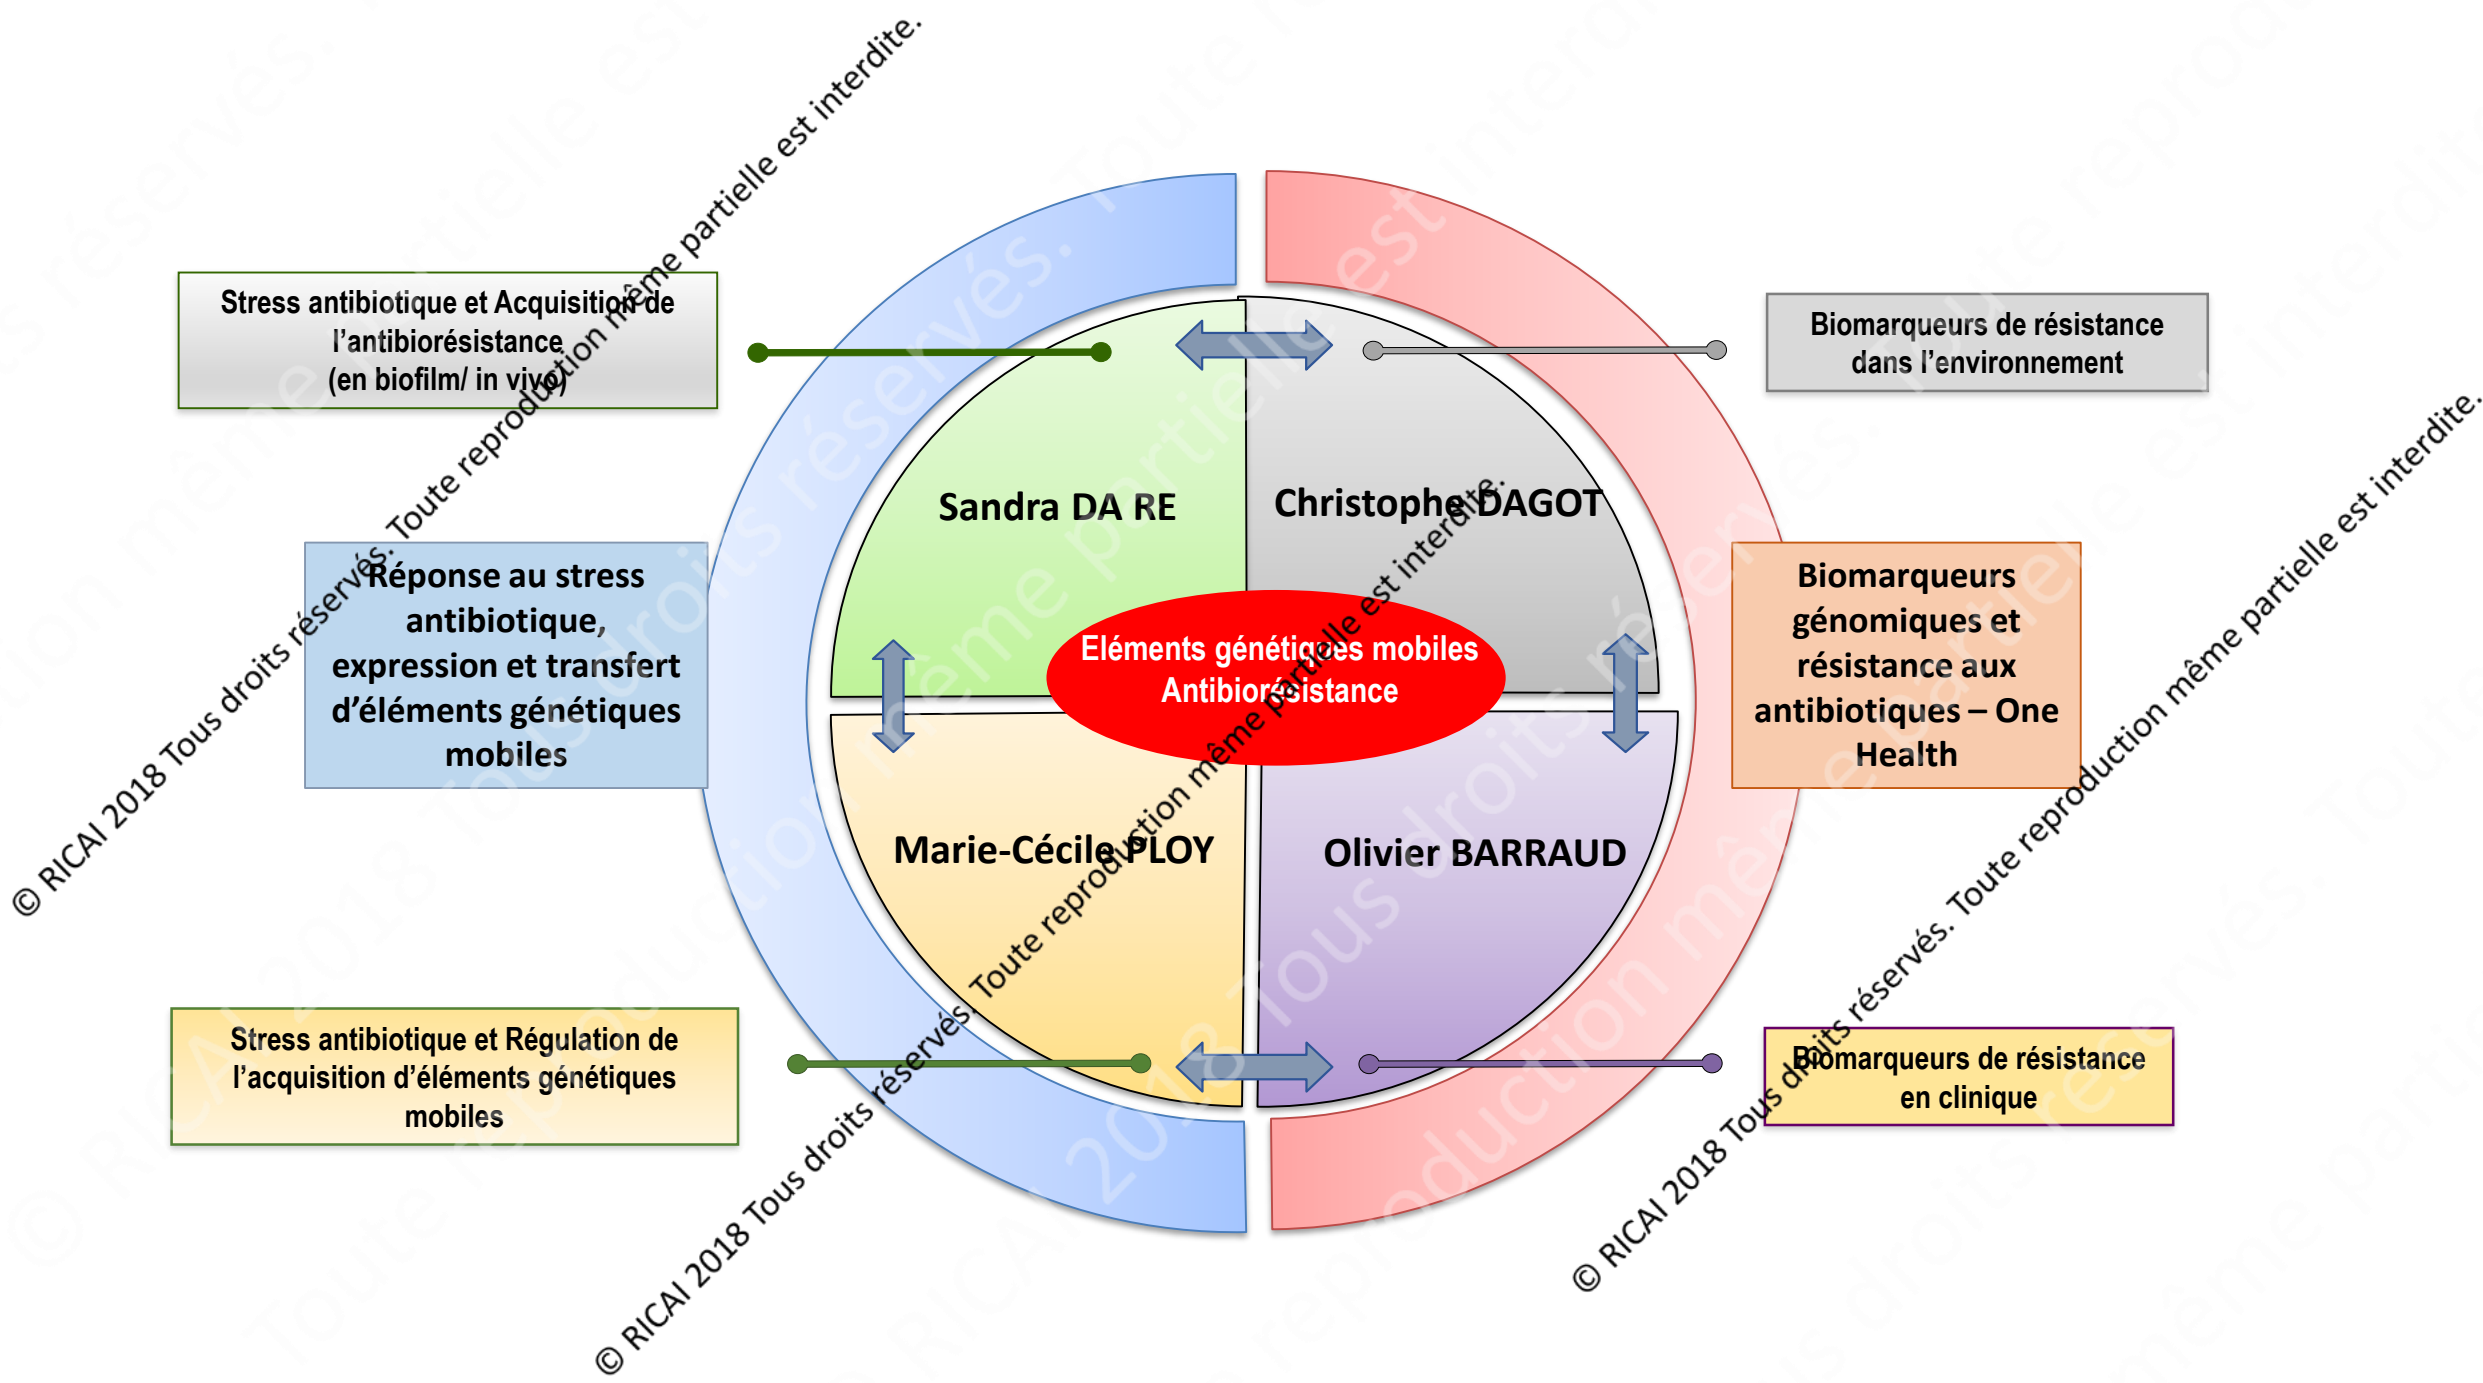 Stress antibiotique et Acquisition de
l'antibiorésistance
(en biofilm/ in vivo)
Biomarqueurs de résistance
dans l'environnement
Sandra DA RE
Christophe DAGOT
Réponse au stress
antibiotique,
expression et transfert
d'éléments génétiques
mobiles
Eléments génétiques mobiles
Antibiorésistance
Biomarqueurs
génomiques et
résistance aux
antibiotiques – One
Health
Marie-Cécile PLOY
Olivier BARRAUD
Stress antibiotique et Régulation de
l'acquisition d'éléments génétiques
mobiles
Biomarqueurs de résistance
en clinique
© RICAI 2018 Tous droits réservés. Toute reproduction même partielle est interdite.
© RICAI 2018 Tous droits réservés. Toute reproduction même partielle est interdite.
© RICAI 2018 Tous droits réservés. Toute reproduction même partielle est interdite.